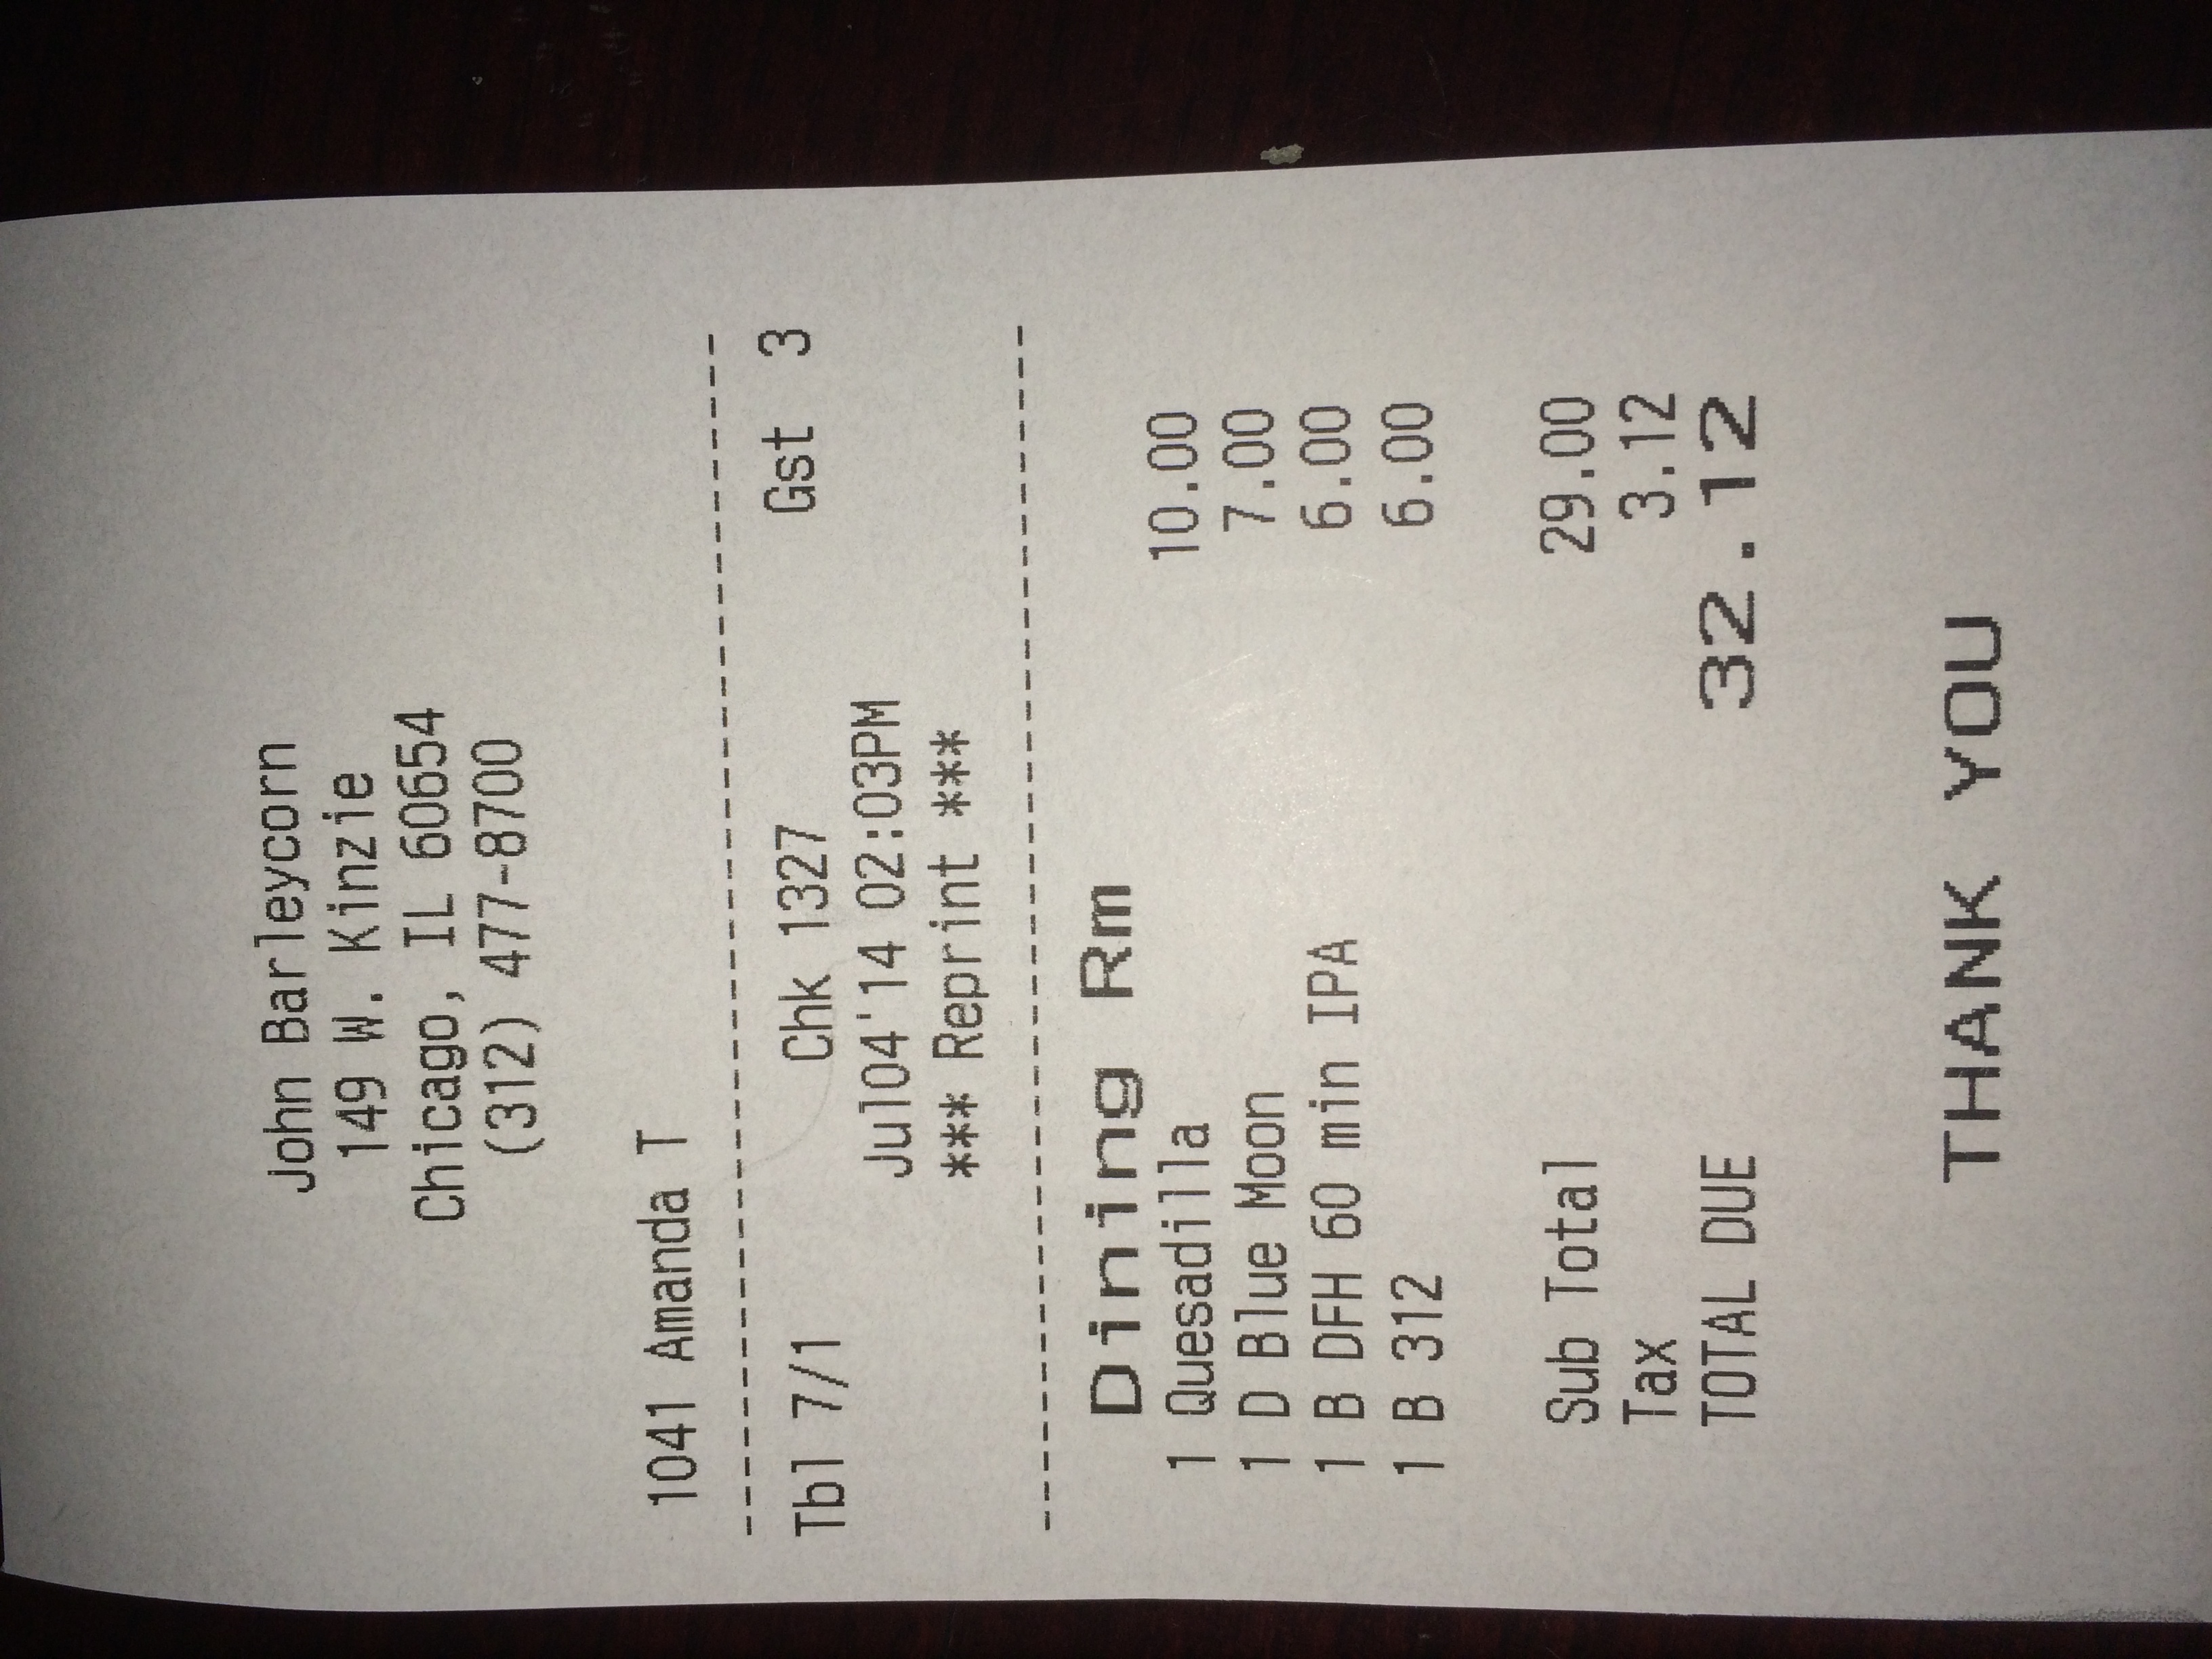 John Barleycorn
149 W. Kinzie
Chicago, IL 60654
(312) 477-8700
1041 Amanda T
Tbl 7/1 Chk 1327 Gst 3
Jul04'14 02:03PM
*** Reprint ***
Dining Rm
1 Quesadilla 10.00
1 D Blue Moon 7.00
1 B DFH 60 min IPA 6.00
1 B 312 6.00
Sub Total 29.00
Tax 3.12
TOTAL DUE 32.12
THANK YOU